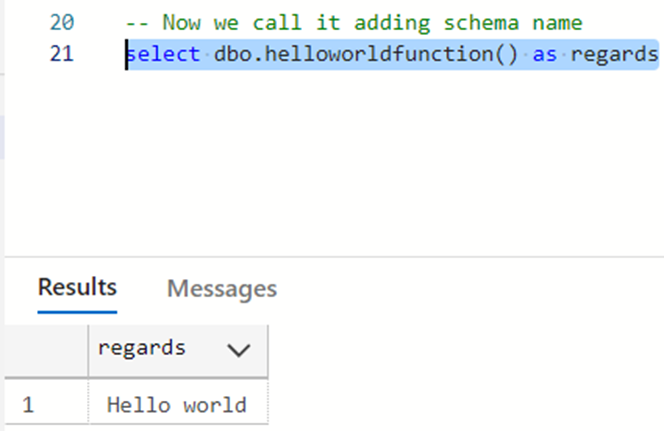 20 -- Now we call it adding schema name
21 select dbo.helloworldfunction() as regards
Results Messages
regards
1 Hello world